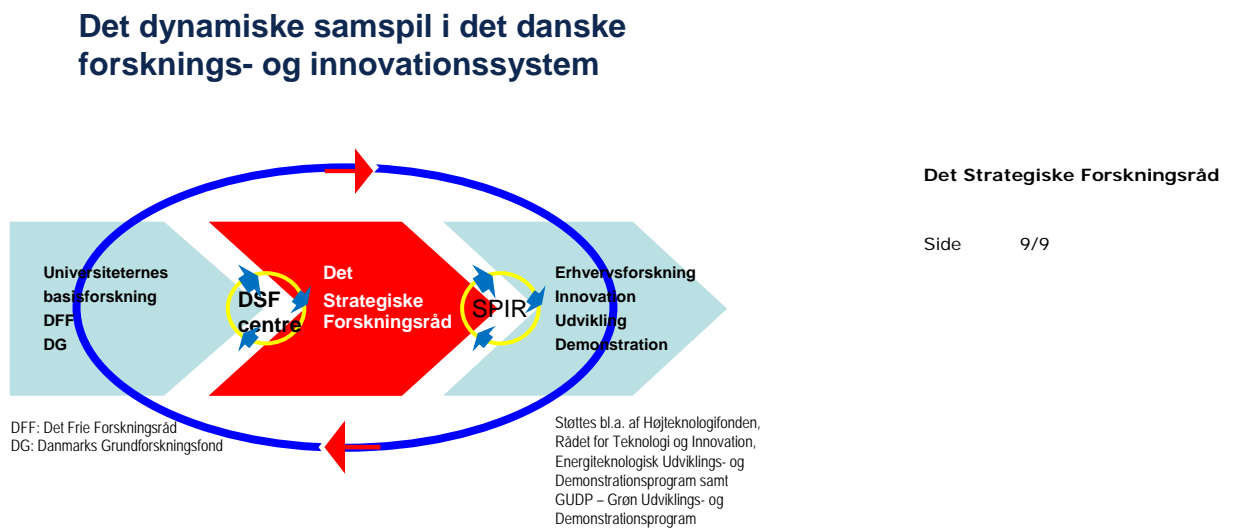 Det dynamiske samspil i det danske
forsknings- og innovationssystem
Det Strategiske Forskningsråd
Side 9/9
Universiteternes
basisforskning
DFF
DG
DSF
centre
Det
Strategiske
Forskningsråd
SPIR
Erhvervsforskning
Innovation
Udvikling
Demonstration
DFF: Det Frie Forskningsråd
DG: Danmarks Grundforskningsfond
Støttes bl.a. af Højteknologifonden,
Rådet for Teknologi og Innovation,
Energiteknologisk Udviklings- og
Demonstrationsprogram samt
GUDP – Grøn Udviklings- og
Demonstrationsprogram